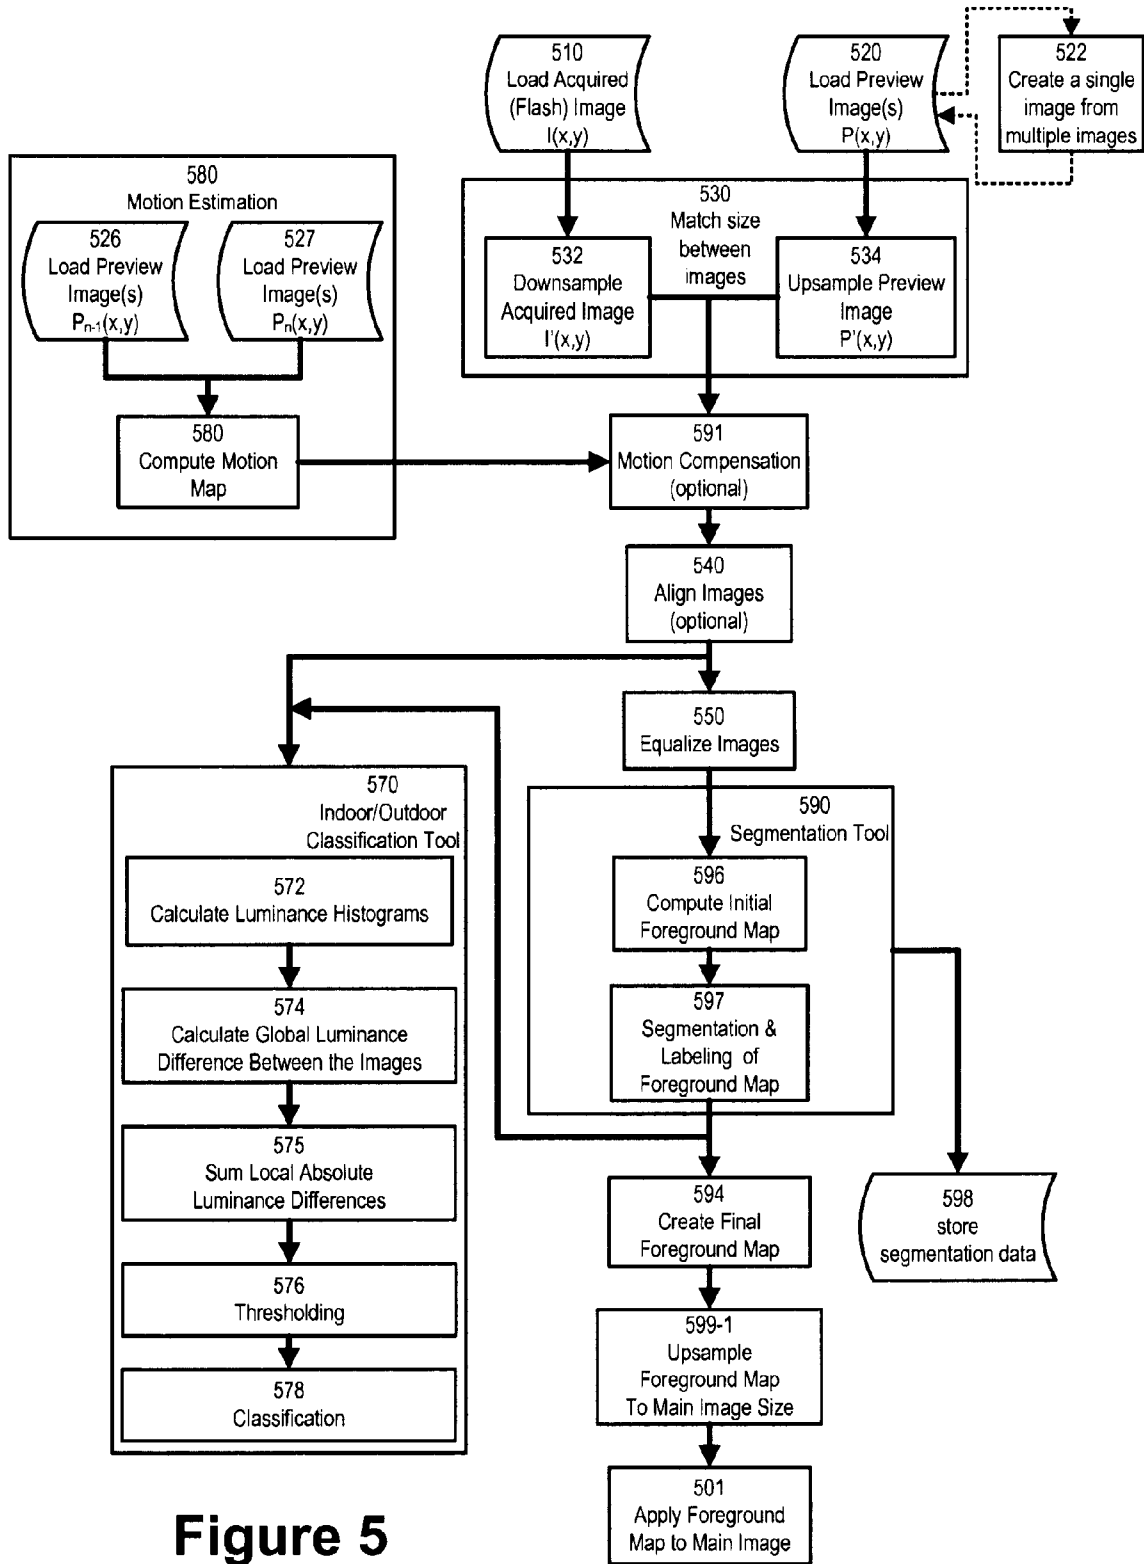 510
Load Acquired
(Flash) Image
I(x,y)
520
Load Preview
Image(s)
P(x,y)
522
Create a single
image from
multiple images
580
Motion Estimation
526
Load Preview
Image(s)
Pn-1(x,y)
527
Load Preview
Image(s)
Pn(x,y)
580
Compute Motion
Map
530
Match size
between
images
532
Downsample
Acquired Image
I'(x,y)
534
Upsample Preview
Image
P'(x,y)
591
Motion Compensation
(optional)
540
Align Images
(optional)
550
Equalize Images
570
Indoor/Outdoor
Classification Tool
572
Calculate Luminance Histograms
574
Calculate Global Luminance
Difference Between the Images
575
Sum Local Absolute
Luminance Differences
576
Thresholding
578
Classification
590
Segmentation Tool
596
Compute Initial
Foreground Map
597
Segmentation &
Labeling of
Foreground Map
598
store
segmentation data
594
Create Final
Foreground Map
599-1
Upsample
Foreground Map
To Main Image Size
501
Apply Foreground
Map to Main Image
Figure 5